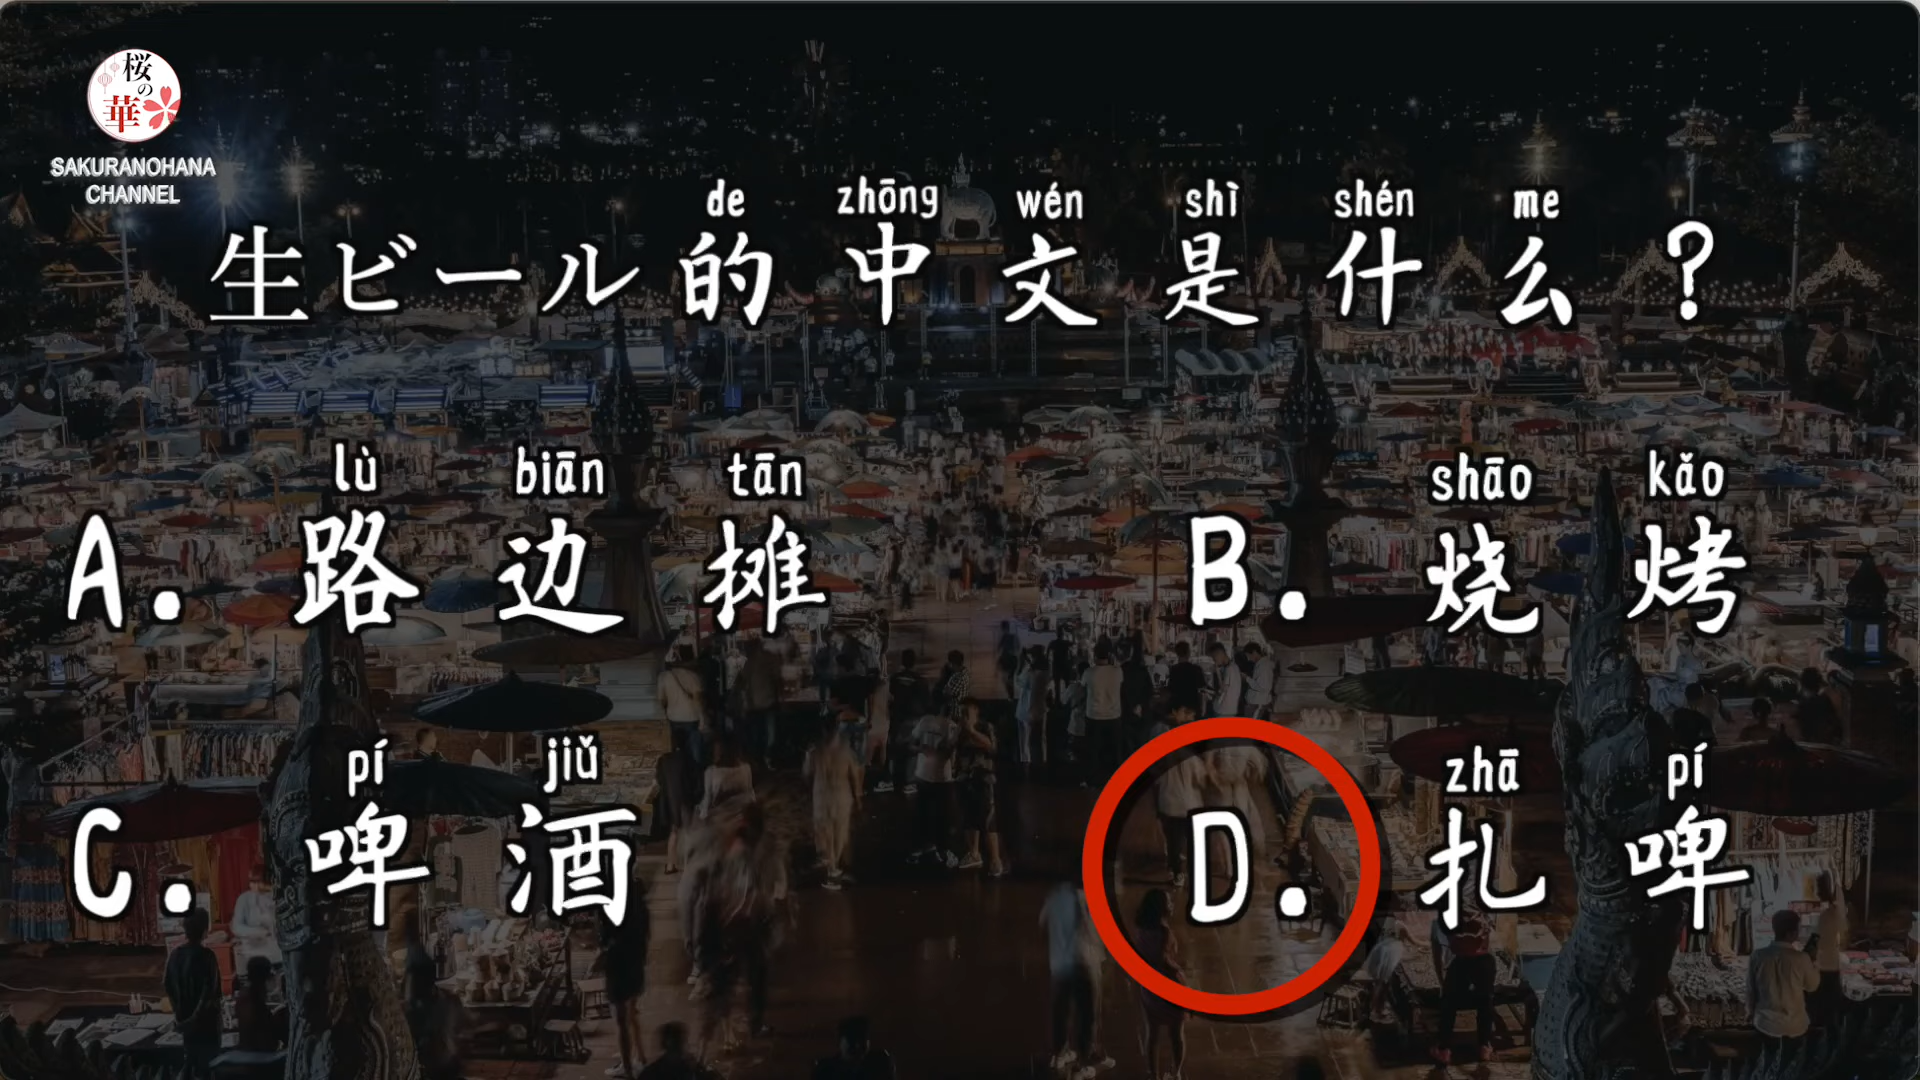 桜の華
SAKURANOHANA
CHANNEL
de zhōng wén shì shén me
生ビール的中文是什么?
lù biān tān
A. 路边摊
shāo kǎo
B. 烧烤
pí jiǔ
C. 啤酒
zhā pí
D. 扎啤